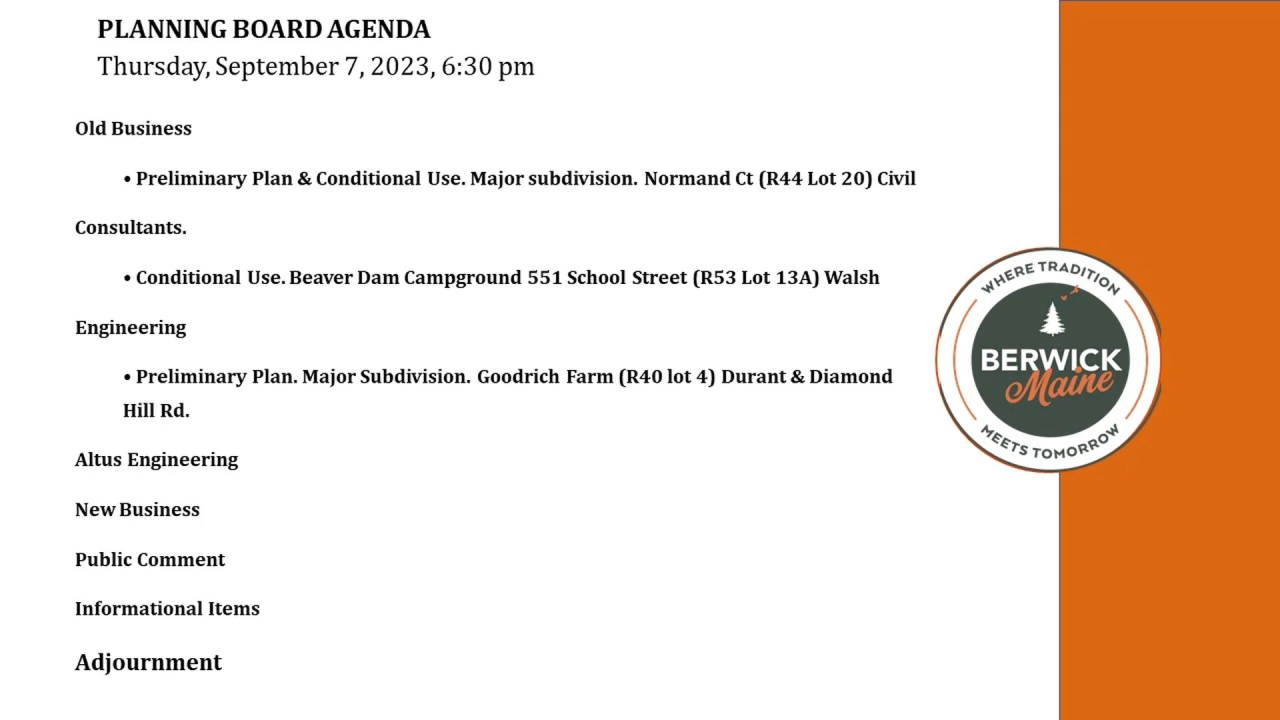 PLANNING BOARD AGENDA
Thursday, September 7, 2023, 6:30 pm
Old Business
• Preliminary Plan & Conditional Use. Major subdivision. Normand Ct (R44 Lot 20) Civil
Consultants.
• Conditional Use. Beaver Dam Campground 551 School Street (R53 Lot 13A) Walsh
Engineering
• Preliminary Plan. Major Subdivision. Goodrich Farm (R40 lot 4) Durant & Diamond
Hill Rd.
Altus Engineering
New Business
Public Comment
Informational Items
Adjournment
WHERE TRADITION
BERWICK
Maine
MEETS TOMORROW